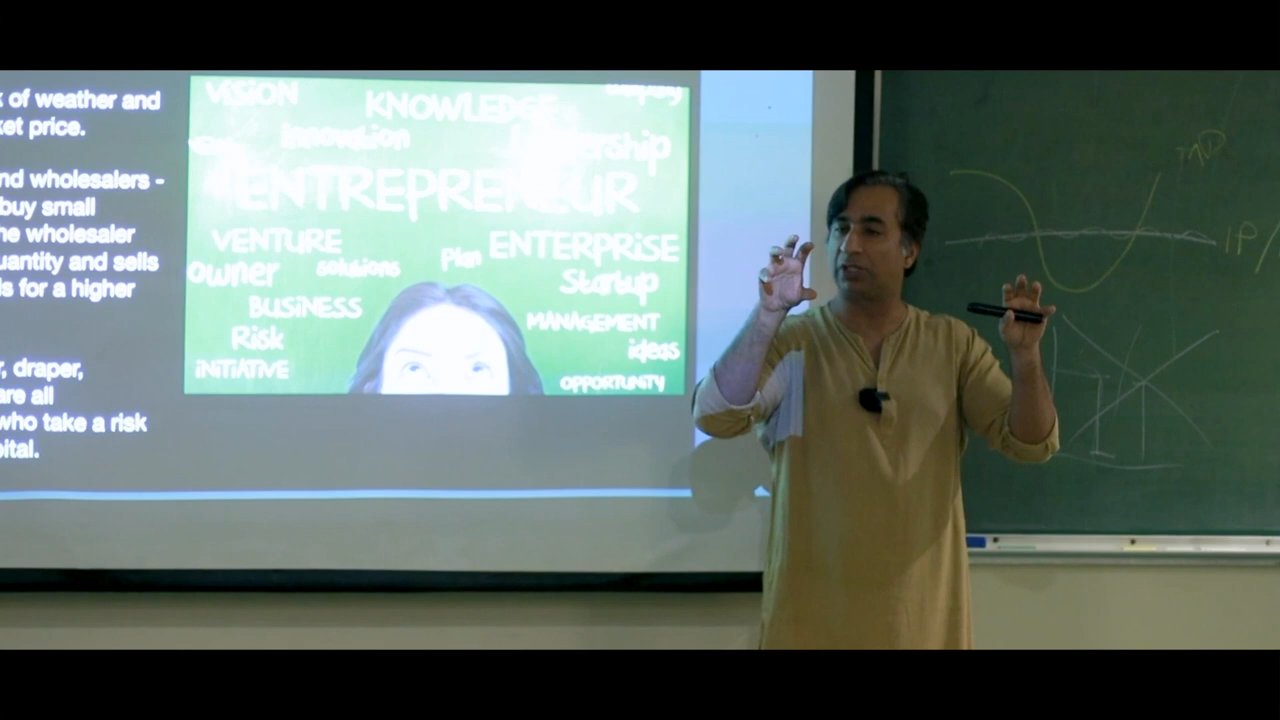 of weather and
ket price.
nd wholesalers -
buy small
he wholesaler
uantity and sells
ls for a higher
r, draper,
are all
who take a risk
pital.
VISION
KNOWLEDGE
innovation
ership
ENTREPRENEUR
VENTURE
ENTERPRISE
Plan
owner
solutions
Startup
BUSINESS
MANAGEMENT
Risk
ideas
INITIATIVE
OPPORTUNITY
IP